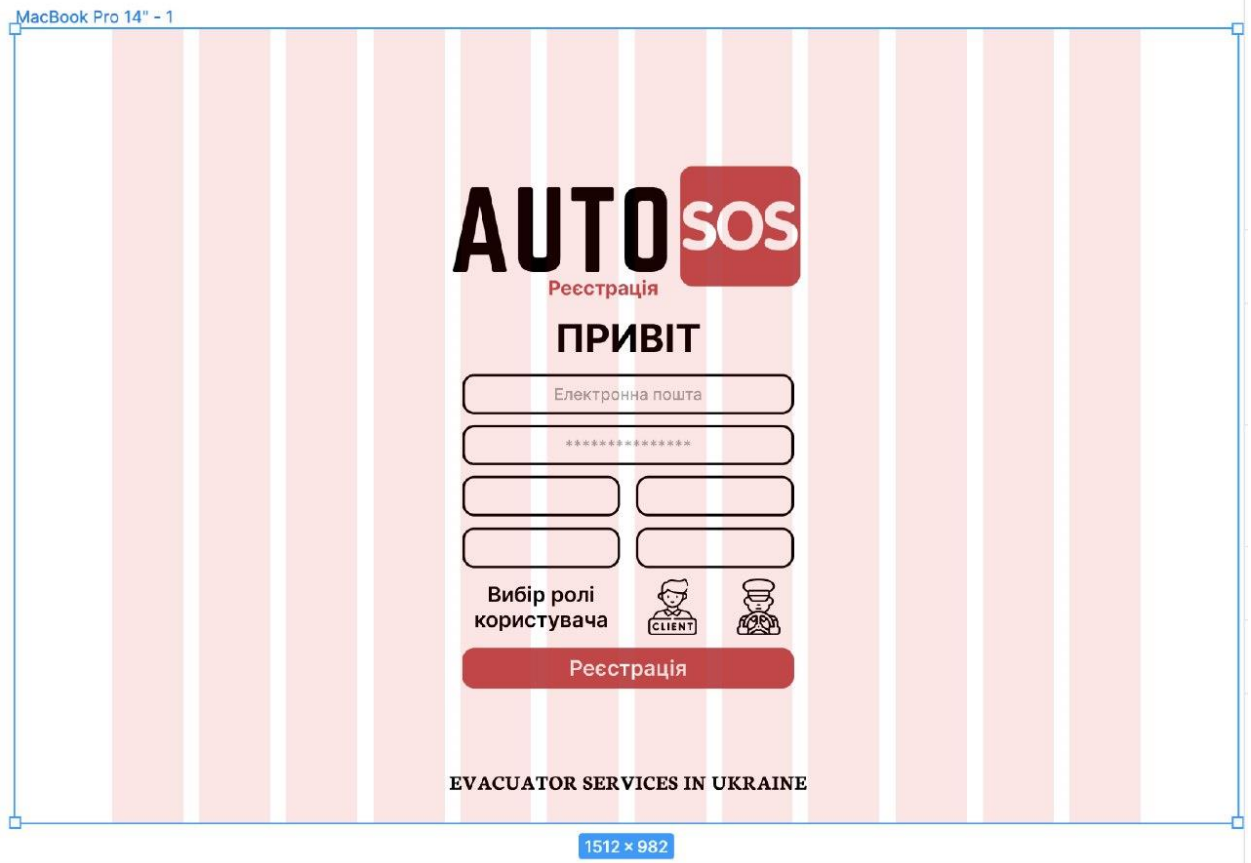 MacBook Pro 14" - 1
AUTO SOS
Реєстрація
ПРИВІТ
Електронна пошта
***************
Вибір ролі
користувача
CLIENT
Реєстрація
EVACUATOR SERVICES IN UKRAINE
1512 × 982